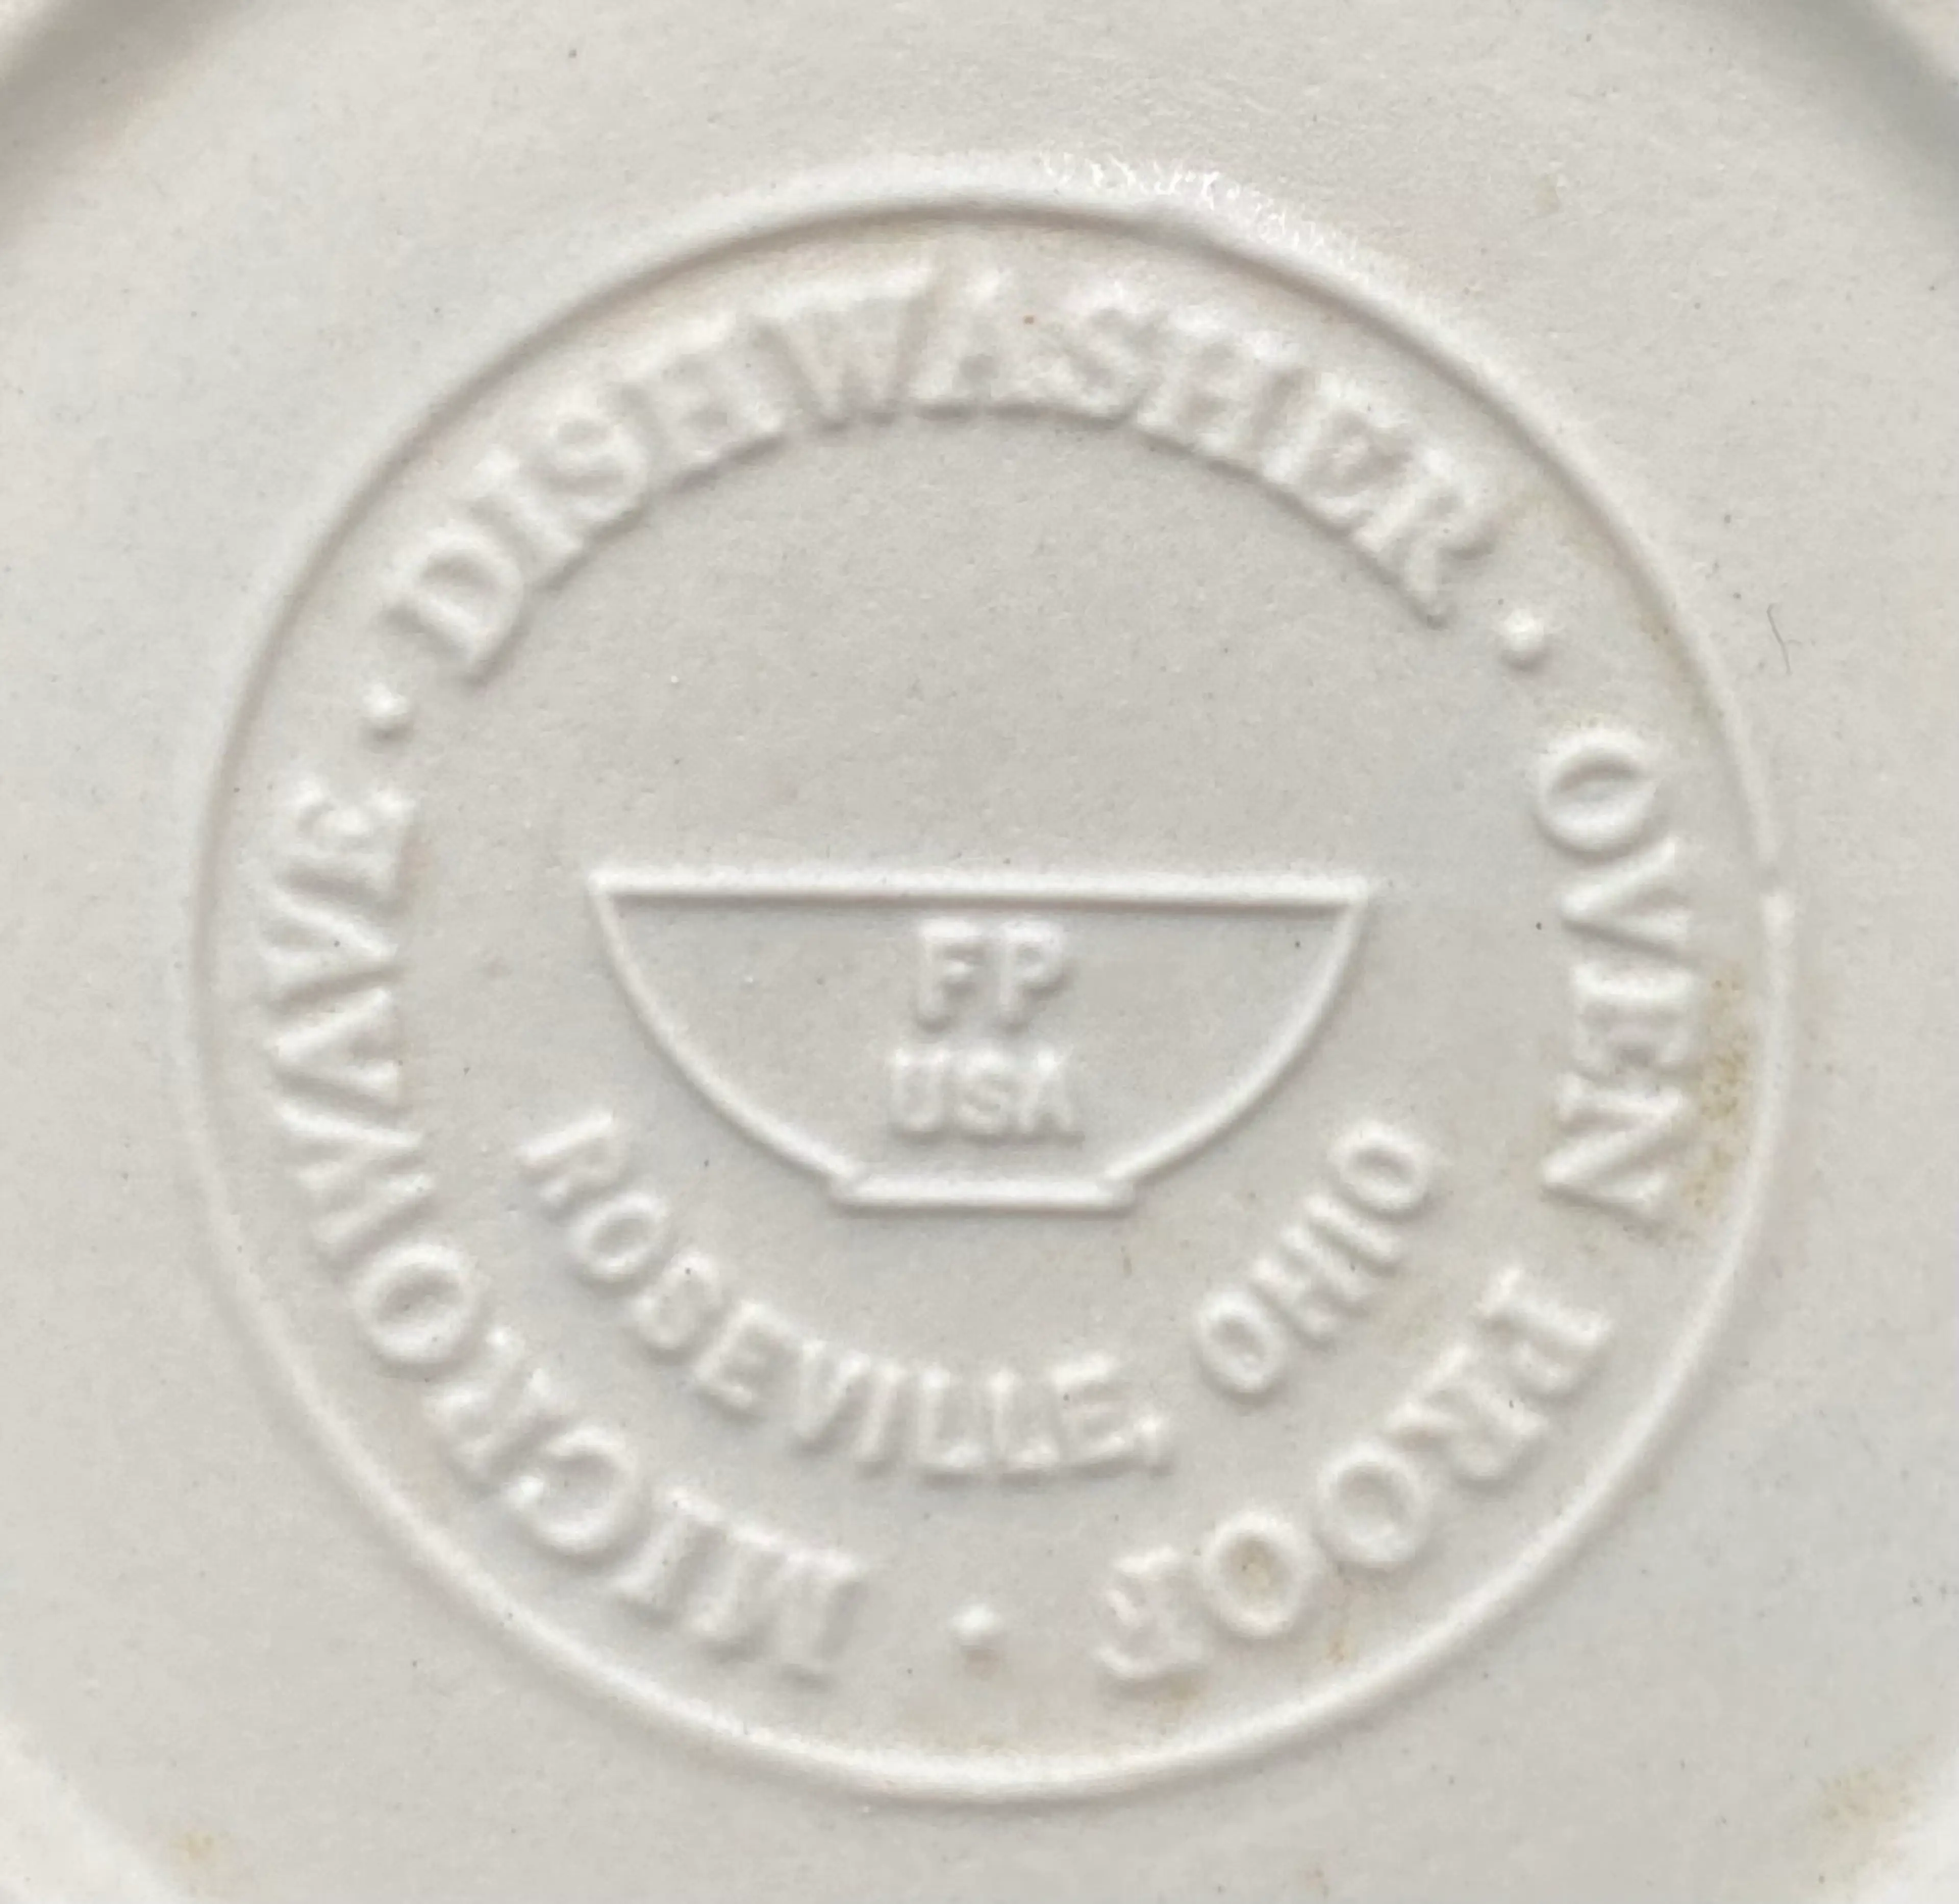 · DISHWASHER · OVEN PROOF · MICROWAVE
FP
USA
ROSEVILLE, OHIO